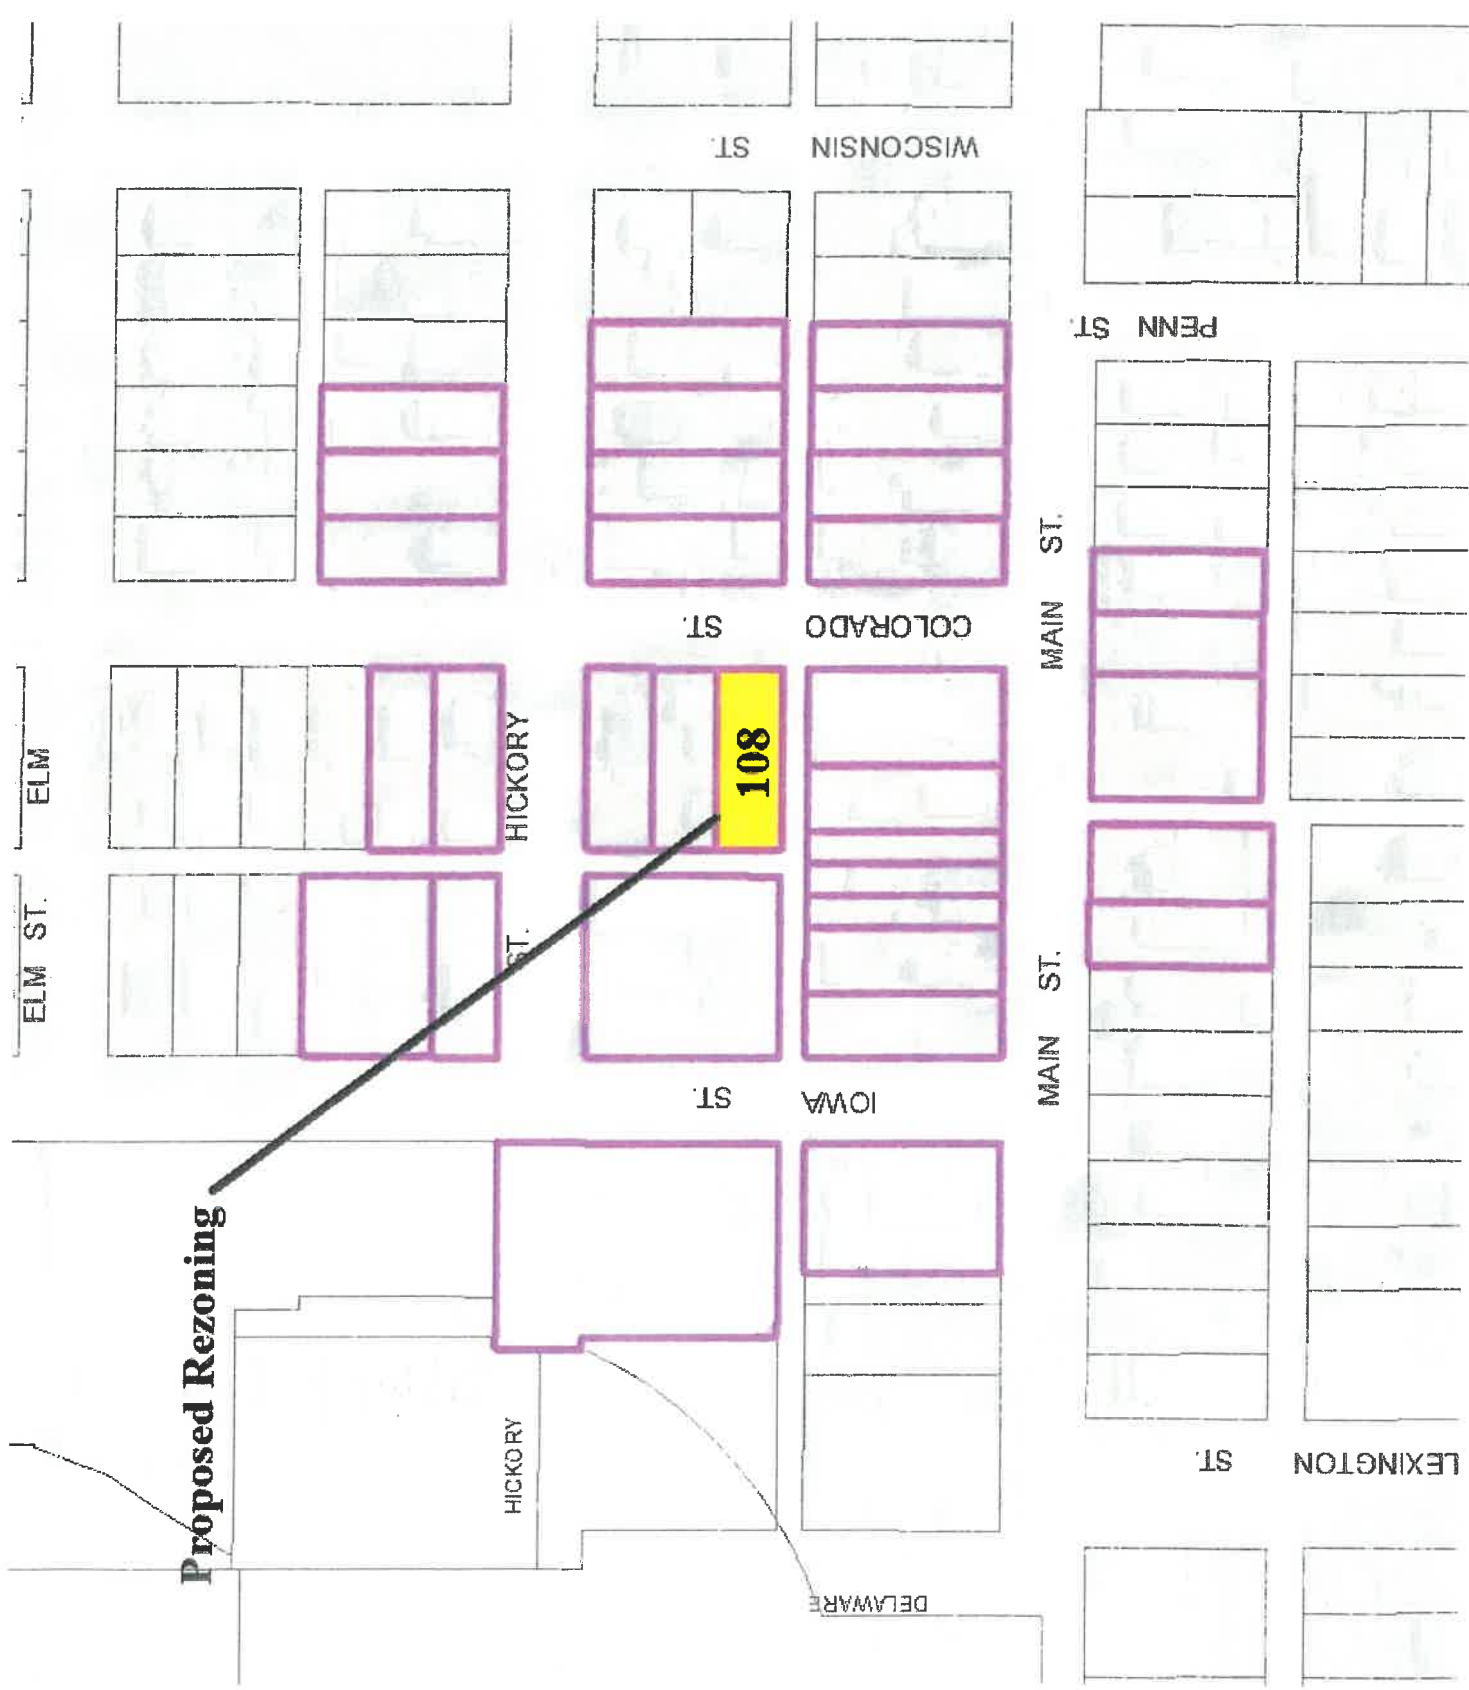 WISCONSIN ST.
PENN ST.
COLORADO ST.
MAIN ST.
ELM
HICKORY
108
ELM ST.
ST.
MAIN ST.
IOWA ST.
Proposed Rezoning
HICKORY
LEXINGTON ST.
DELAWARE